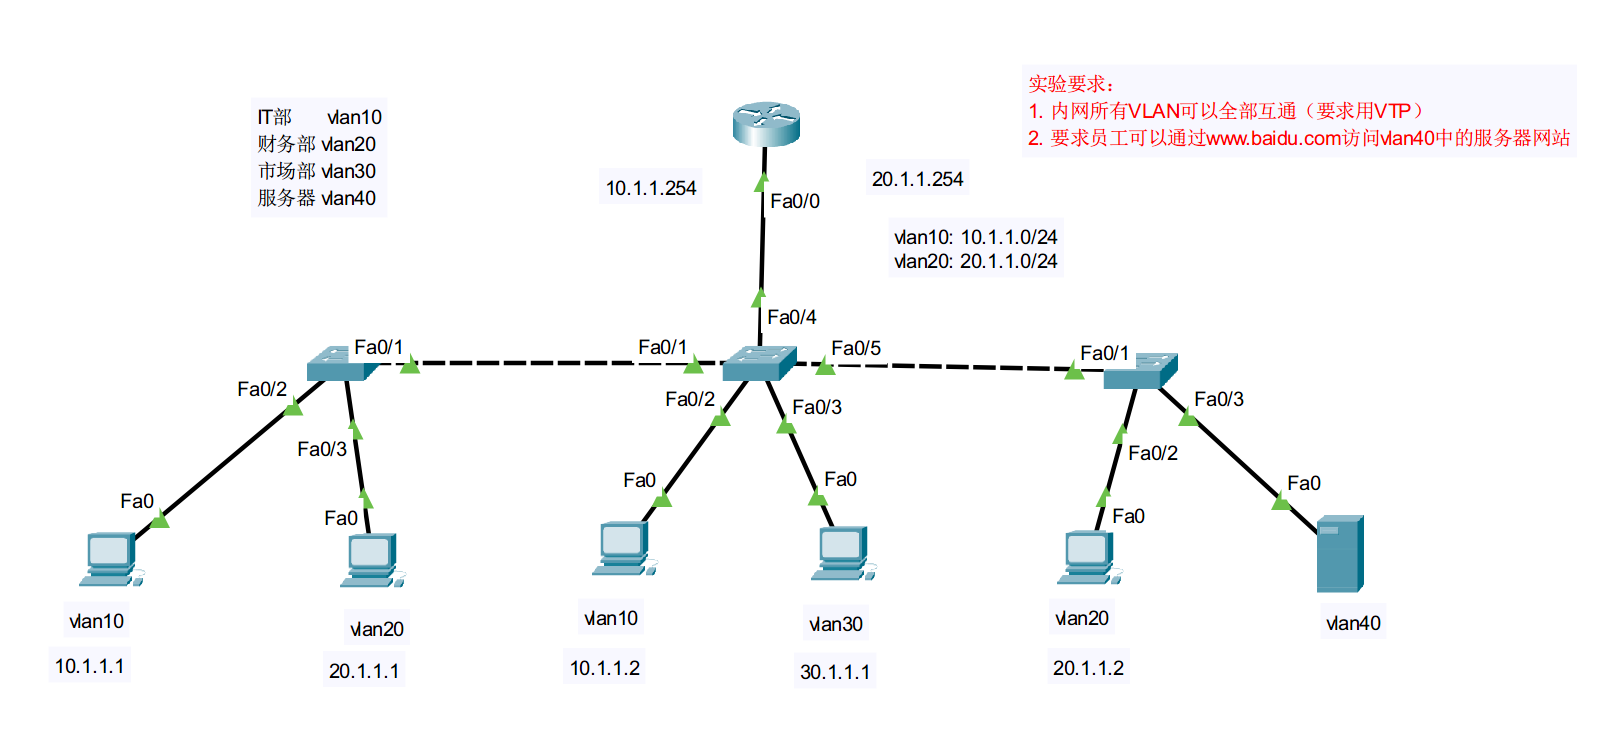 实验要求：
1. 内网所有VLAN可以全部互通（要求用VTP）
2. 要求员工可以通过www.baidu.com访问vlan40中的服务器网站
IT部 vlan10
财务部 vlan20
市场部 vlan30
服务器 vlan40
10.1.1.254
20.1.1.254
Fa0/0
vlan10: 10.1.1.0/24
vlan20: 20.1.1.0/24
Fa0/4
Fa0/1
Fa0/1
Fa0/5
Fa0/1
Fa0/2
Fa0/2
Fa0/3
Fa0/3
Fa0/3
Fa0/2
Fa0
Fa0
Fa0
Fa0
Fa0
Fa0
vlan10
vlan20
vlan10
vlan30
vlan20
vlan40
10.1.1.1
20.1.1.1
10.1.1.2
30.1.1.1
20.1.1.2